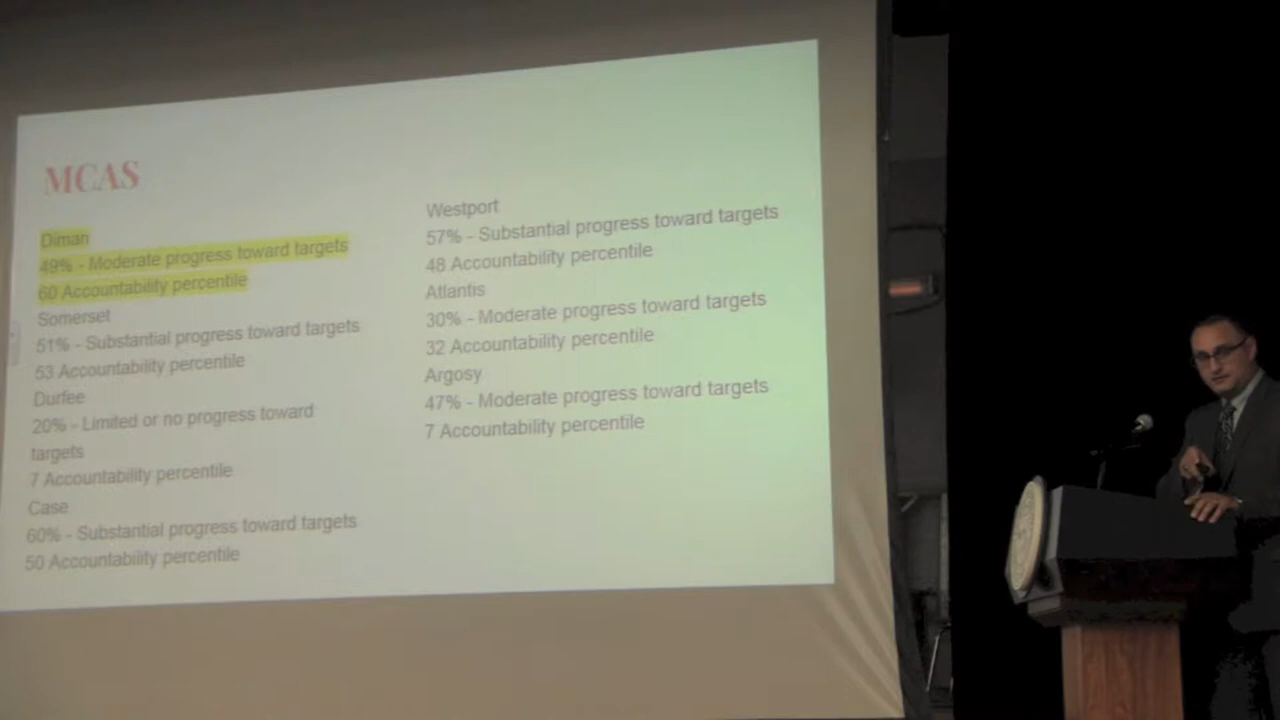 MCAS
Diman
49% - Moderate progress toward targets
60 Accountability percentile
Somerset
51% - Substantial progress toward targets
53 Accountability percentile
Durfee
20% - Limited or no progress toward
targets
7 Accountability percentile
Case
60% - Substantial progress toward targets
50 Accountability percentile
Westport
57% - Substantial progress toward targets
48 Accountability percentile
Atlantis
30% - Moderate progress toward targets
32 Accountability percentile
Argosy
47% - Moderate progress toward targets
7 Accountability percentile